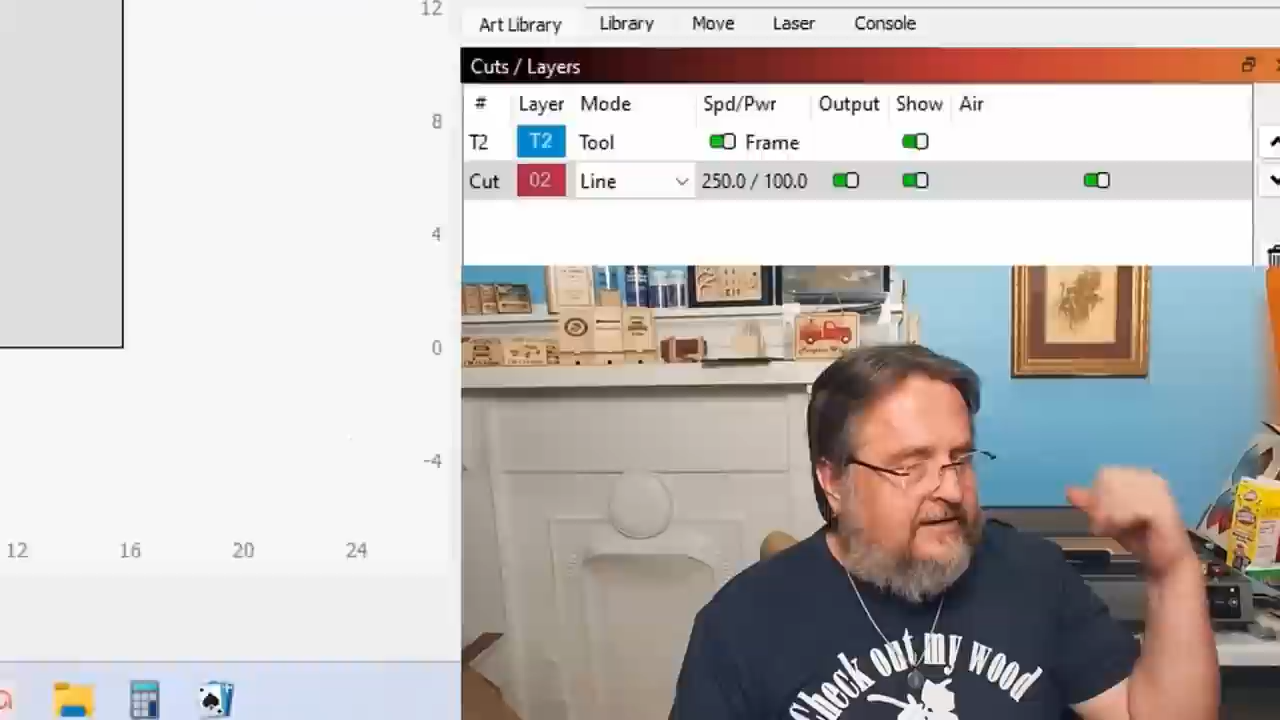 12
Art Library Library Move Laser Console
Cuts / Layers
# Layer Mode Spd/Pwr Output Show Air
8
T2 T2 Tool Frame
Cut 02 Line 250.0 / 100.0
4
0
-4
12 16 20 24
Check out my wood